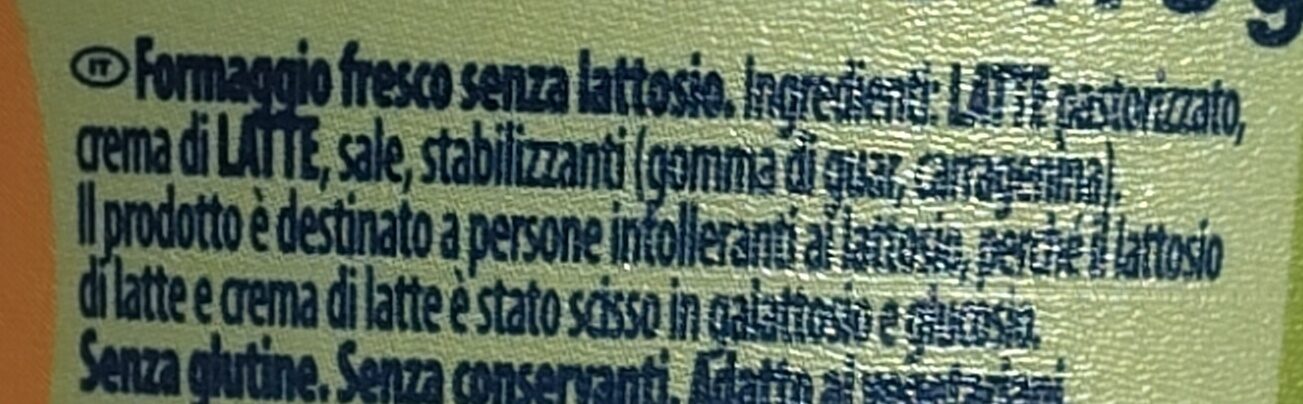 IT Formaggio fresco senza lattosio. Ingredienti: LATTE pastorizzato,
crema di LATTE, sale, stabilizzanti (gomma di guar, carragenina).
Il prodotto è destinato a persone intolleranti al lattosio, perché il lattosio
di latte e crema di latte è stato scisso in galattosio e glucosio.
Senza glutine. Senza conservanti. Adatto ai vegetariani